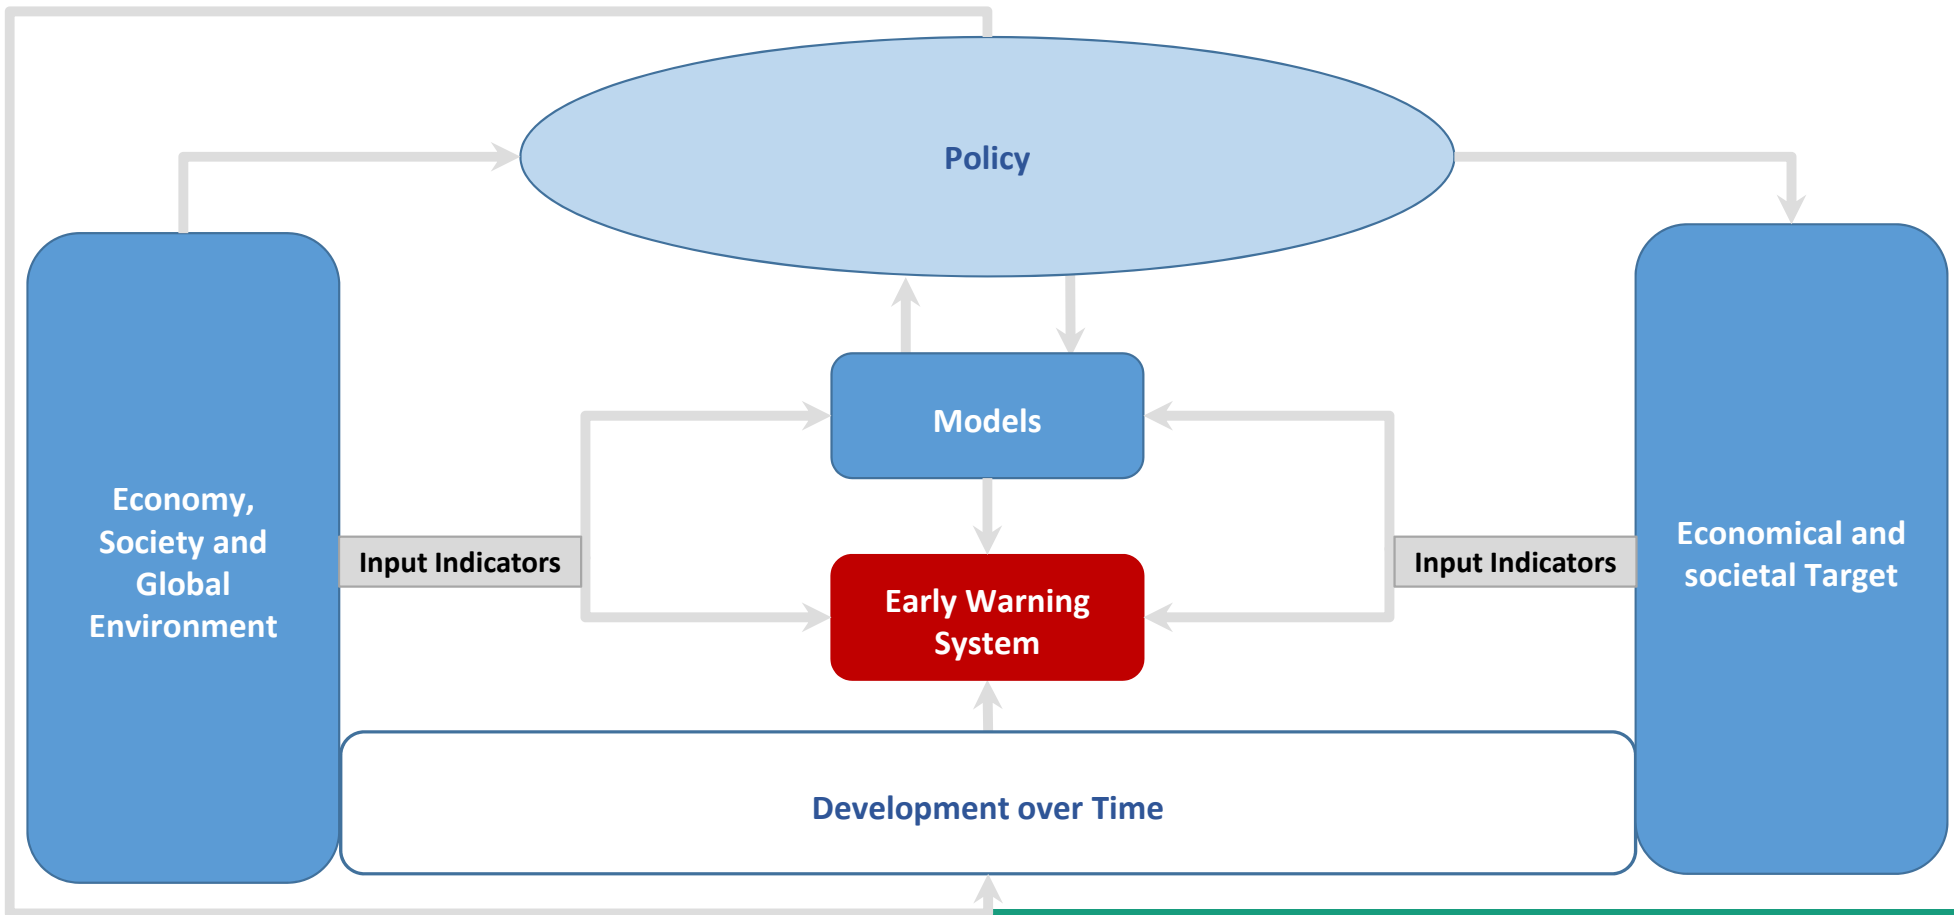 Policy
Models
Economy,
Society and
Global
Environment
Input Indicators
Early Warning
System
Input Indicators
Economical and
societal Target
Development over Time